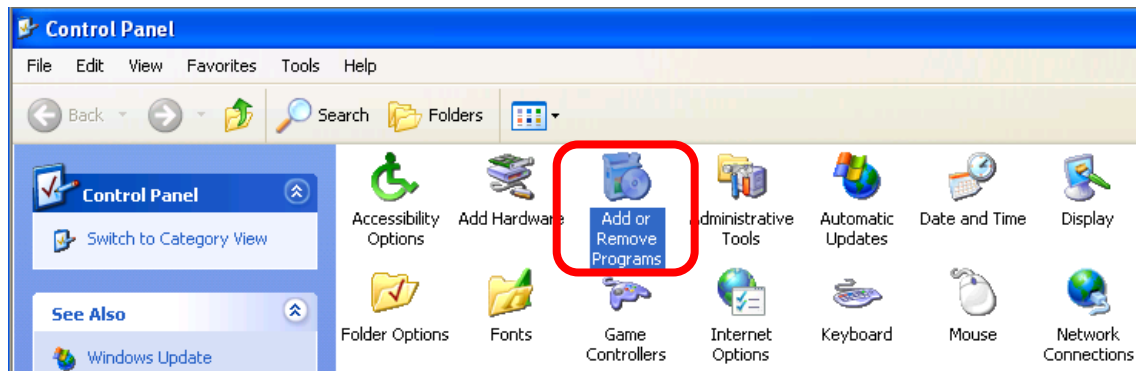 Control Panel
File Edit View Favorites Tools Help
Back Search Folders
Control Panel
Switch to Category View
See Also
Windows Update
Accessibility Options
Add Hardware
Add or Remove Programs
Administrative Tools
Automatic Updates
Date and Time
Display
Folder Options
Fonts
Game Controllers
Internet Options
Keyboard
Mouse
Network Connections